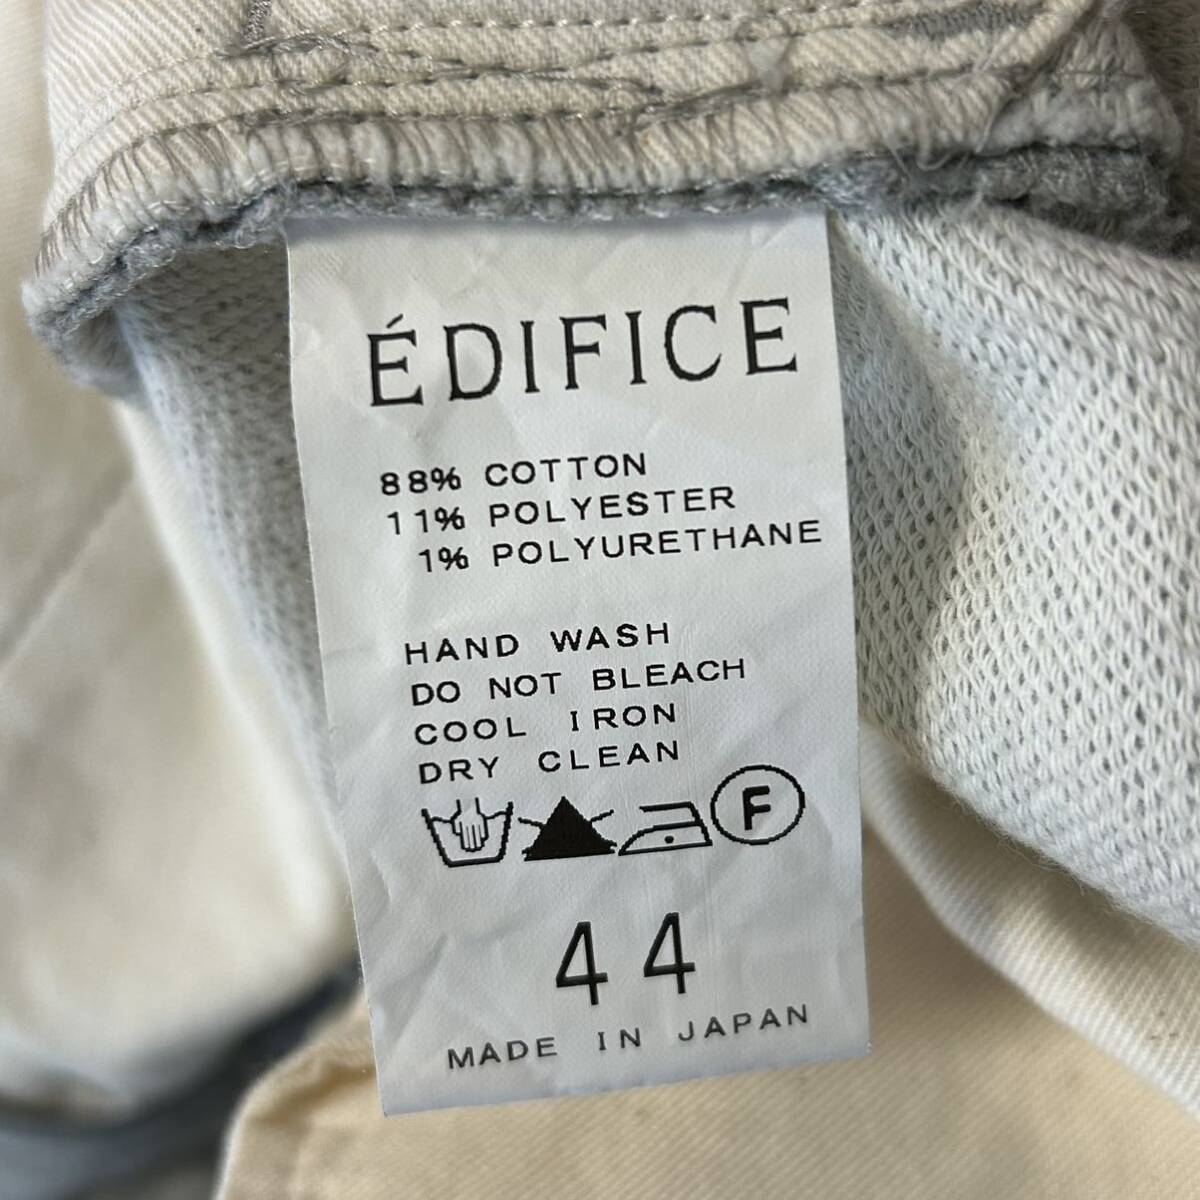 ÉDIFICE
88% COTTON
11% POLYESTER
1% POLYURETHANE
HAND WASH
DO NOT BLEACH
COOL IRON
DRY CLEAN
F
44
MADE IN JAPAN